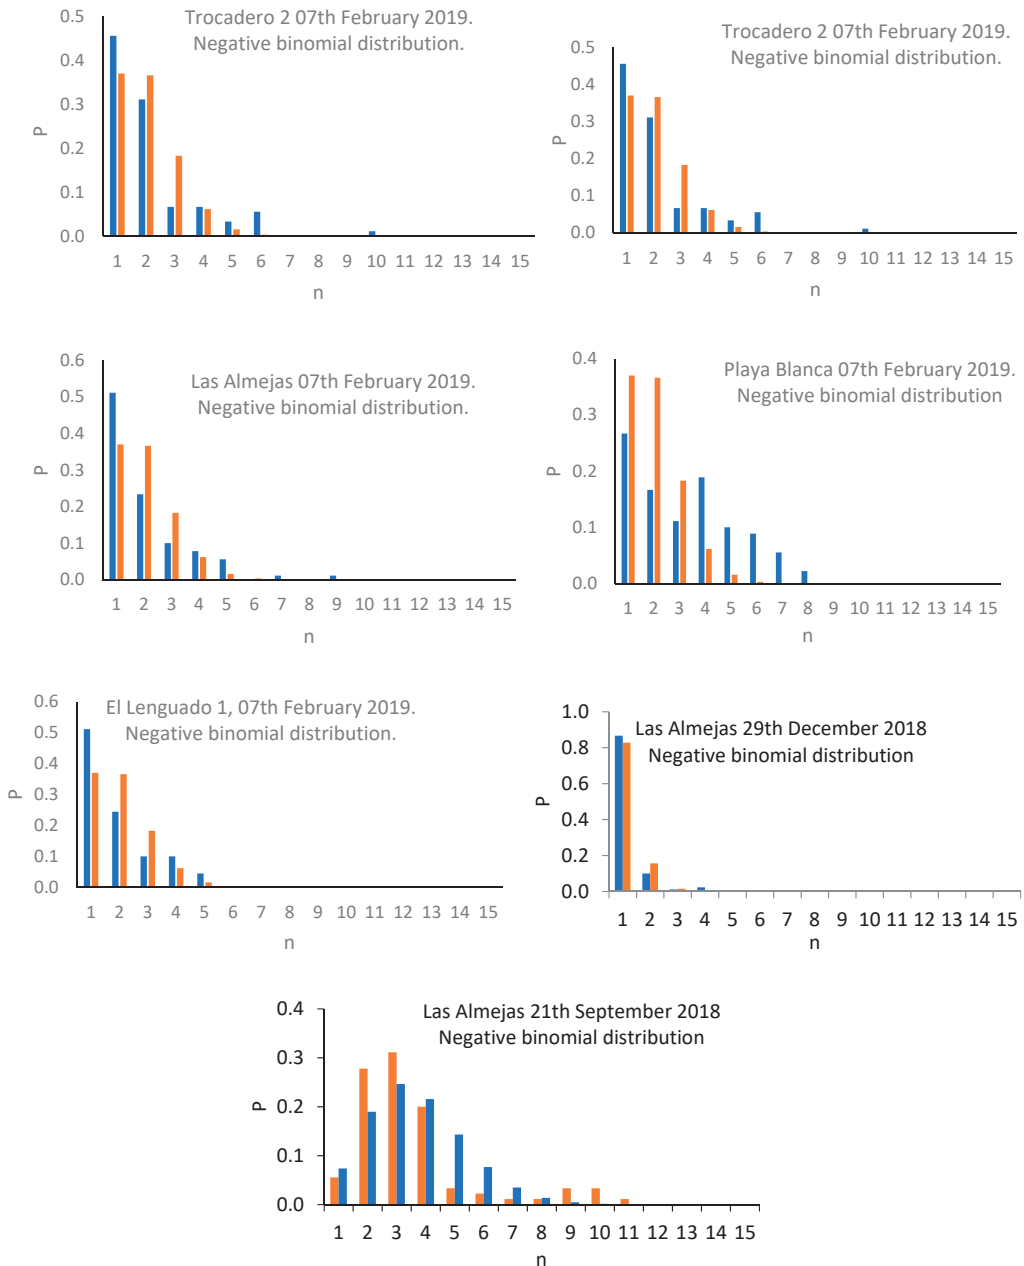 Trocadero 2 07th February 2019.
Negative binomial distribution.
0.5
0.4
0.3
0.2
0.1
0.0
P
1 2 3 4 5 6 7 8 9 10 11 12 13 14 15
n
Trocadero 2 07th February 2019.
Negative binomial distribution.
0.5
0.4
0.3
0.2
0.1
0.0
P
1 2 3 4 5 6 7 8 9 10 11 12 13 14 15
n
Las Almejas 07th February 2019.
Negative binomial distribution.
0.6
0.5
0.4
0.3
0.2
0.1
0.0
P
1 2 3 4 5 6 7 8 9 10 11 12 13 14 15
n
Playa Blanca 07th February 2019.
Negative binomial distribution
0.4
0.3
0.2
0.1
0.0
P
1 2 3 4 5 6 7 8 9 10 11 12 13 14 15
n
El Lenguado 1, 07th February 2019.
Negative binomial distribution.
0.6
0.5
0.4
0.3
0.2
0.1
0.0
P
1 2 3 4 5 6 7 8 9 10 11 12 13 14 15
n
Las Almejas 29th December 2018
Negative binomial distribution
1.0
0.8
0.6
0.4
0.2
0.0
P
1 2 3 4 5 6 7 8 9 10 11 12 13 14 15
n
Las Almejas 21th September 2018
Negative binomial distribution
0.4
0.3
0.2
0.1
0.0
P
1 2 3 4 5 6 7 8 9 10 11 12 13 14 15
n